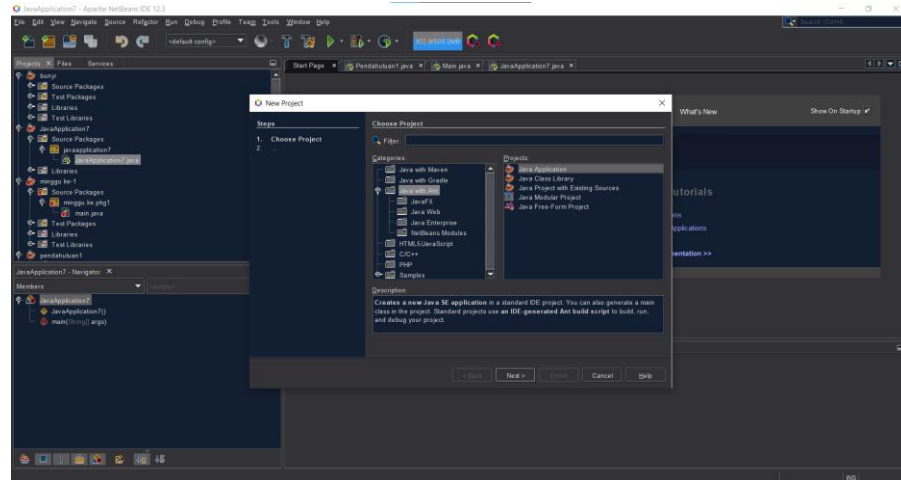 JavaApplication7 - Apache NetBeans IDE 12.3
File Edit View Navigate Source Refactor Run Debug Profile Team Tools Window Help
Search (Ctrl+I)
<default config>
Projects Files Services
Start Page Pendahuluan1.java Main.java JavaApplication7.java
bunyi
Source Packages
Test Packages
Libraries
Test Libraries
JavaApplication7
Source Packages
javaapplication7
JavaApplication7.java
Libraries
minggu ke-1
Source Packages
minggu.ke.pkg1
main.java
Test Packages
Libraries
Test Libraries
pendahuluan1
JavaApplication7 - Navigator
Members
JavaApplication7
JavaApplication7()
main(String[] args)
What's New Show On Startup
utorials
ns
Applications
mentation >>
New Project
Steps
1. Choose Project
2. ...
Choose Project
Filter:
Categories:
Java with Maven
Java with Gradle
Java with Ant
JavaFX
Java Web
Java Enterprise
NetBeans Modules
HTML5/JavaScript
C/C++
PHP
Samples
Projects:
Java Application
Java Class Library
Java Project with Existing Sources
Java Modular Project
Java Free-Form Project
Description:
Creates a new Java SE application in a standard IDE project. You can also generate a main
class in the project. Standard projects use an IDE-generated Ant build script to build, run,
and debug your project.
< Back Next > Finish Cancel Help
INS